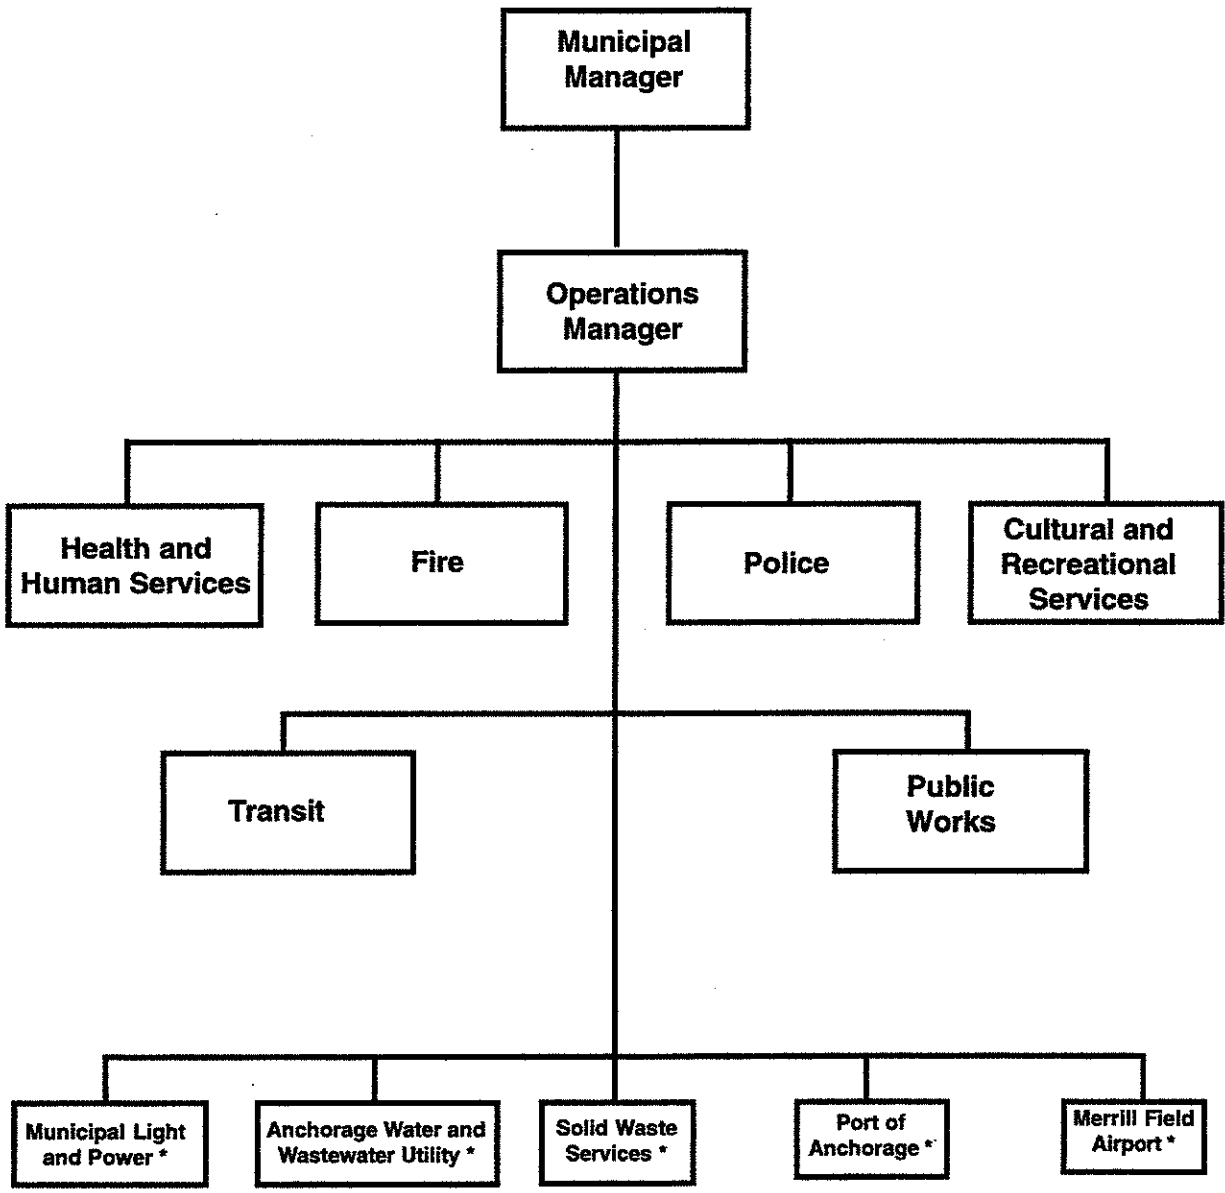 Municipal
Manager
Operations
Manager
Health and
Human Services
Fire
Police
Cultural and
Recreational
Services
Transit
Public
Works
Municipal Light
and Power *
Anchorage Water and
Wastewater Utility *
Solid Waste
Services *
Port of
Anchorage *
Merrill Field
Airport *